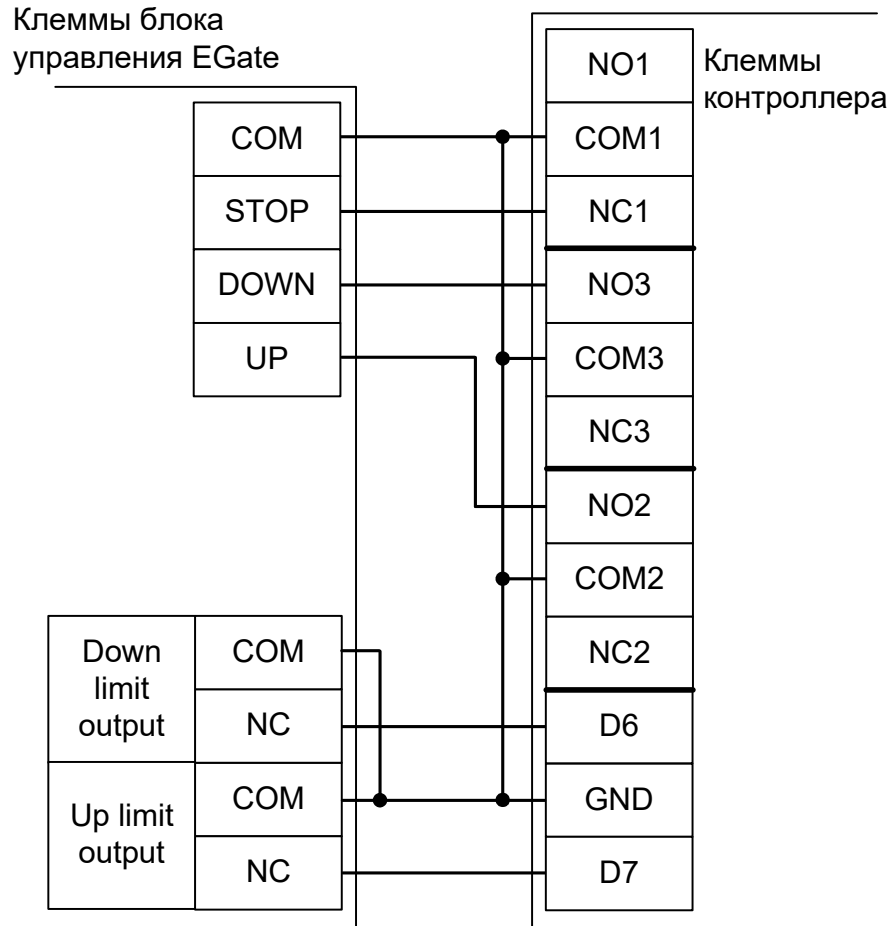 Клеммы блока
управления EGate
COM
STOP
DOWN
UP
Down
limit
output
COM
NC
Up limit
output
COM
NC
Клеммы
контроллера
NO1
COM1
NC1
NO3
COM3
NC3
NO2
COM2
NC2
D6
GND
D7